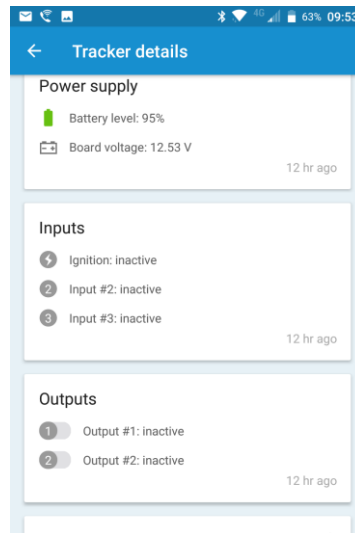 4G 63% 09:53
Tracker details
Power supply
Battery level: 95%
Board voltage: 12.53 V
12 hr ago
Inputs
Ignition: inactive
2 Input #2: inactive
3 Input #3: inactive
12 hr ago
Outputs
1 Output #1: inactive
2 Output #2: inactive
12 hr ago